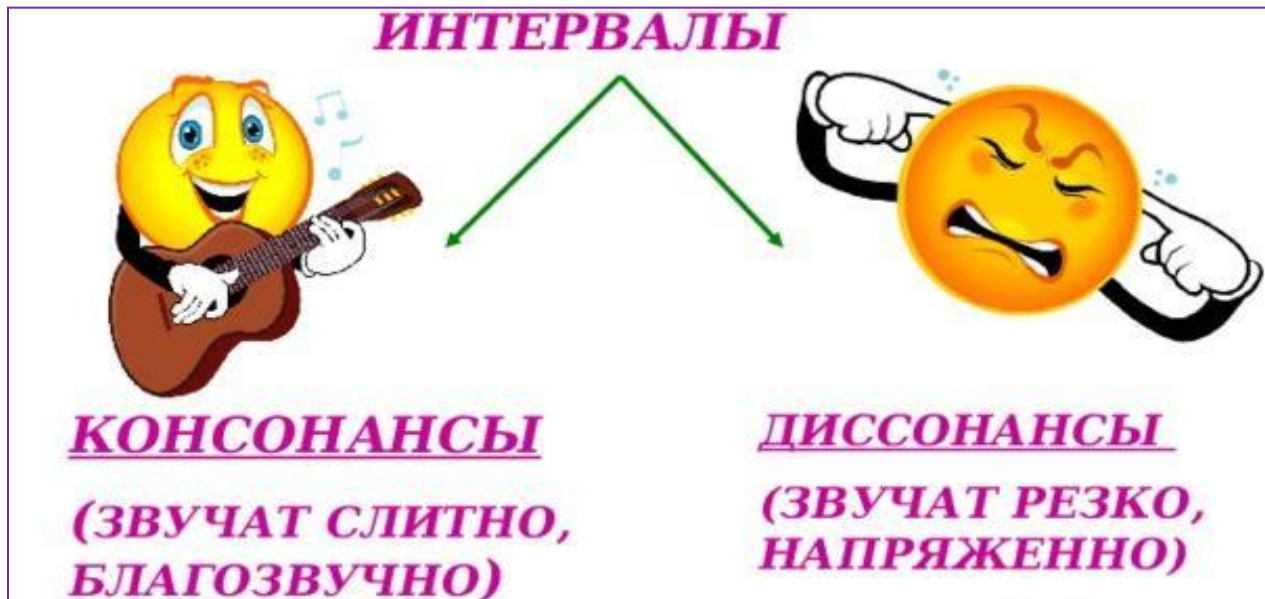 ИНТЕРВАЛЫ
КОНСОНАНСЫ
(ЗВУЧАТ СЛИТНО,
БЛАГОЗВУЧНО)
ДИССОНАНСЫ
(ЗВУЧАТ РЕЗКО,
НАПРЯЖЕННО)